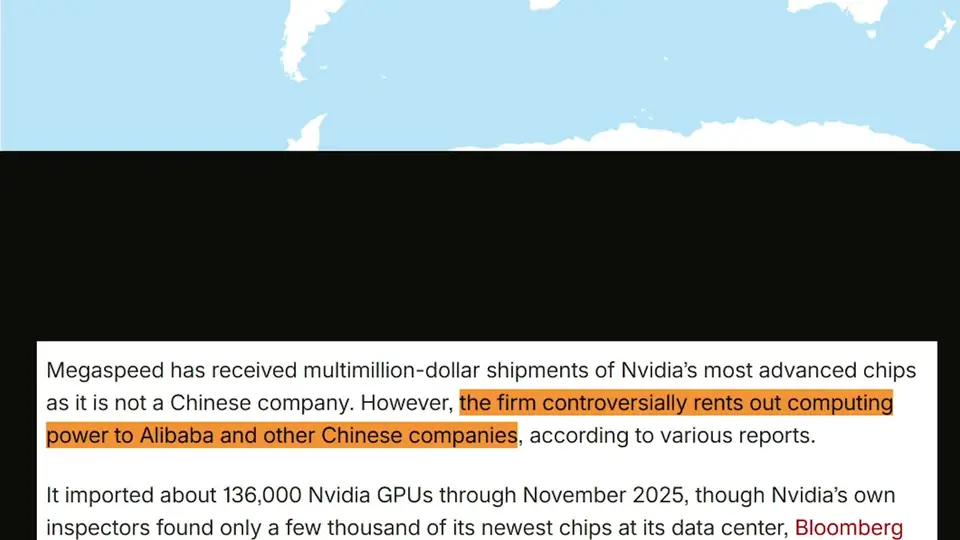 Megaspeed has received multimillion-dollar shipments of Nvidia’s most advanced chips
as it is not a Chinese company. However, the firm controversially rents out computing
power to Alibaba and other Chinese companies, according to various reports.
It imported about 136,000 Nvidia GPUs through November 2025, though Nvidia’s own
inspectors found only a few thousand of its newest chips at its data center, Bloomberg